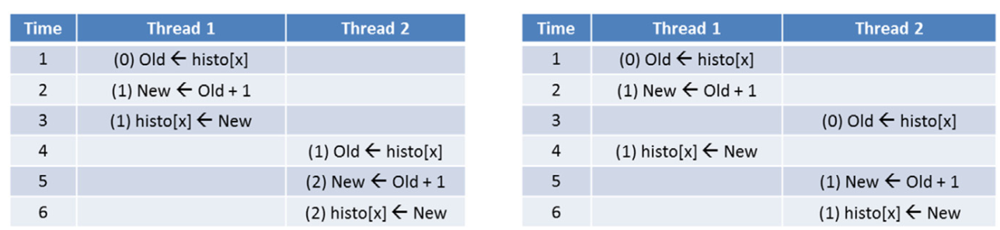 Time Thread 1 Thread 2
1 (0) Old ← histo[x]
2 (1) New ← Old + 1
3 (1) histo[x] ← New
4 (1) Old ← histo[x]
5 (2) New ← Old + 1
6 (2) histo[x] ← New
Time Thread 1 Thread 2
1 (0) Old ← histo[x]
2 (1) New ← Old + 1
3 (0) Old ← histo[x]
4 (1) histo[x] ← New
5 (1) New ← Old + 1
6 (1) histo[x] ← New